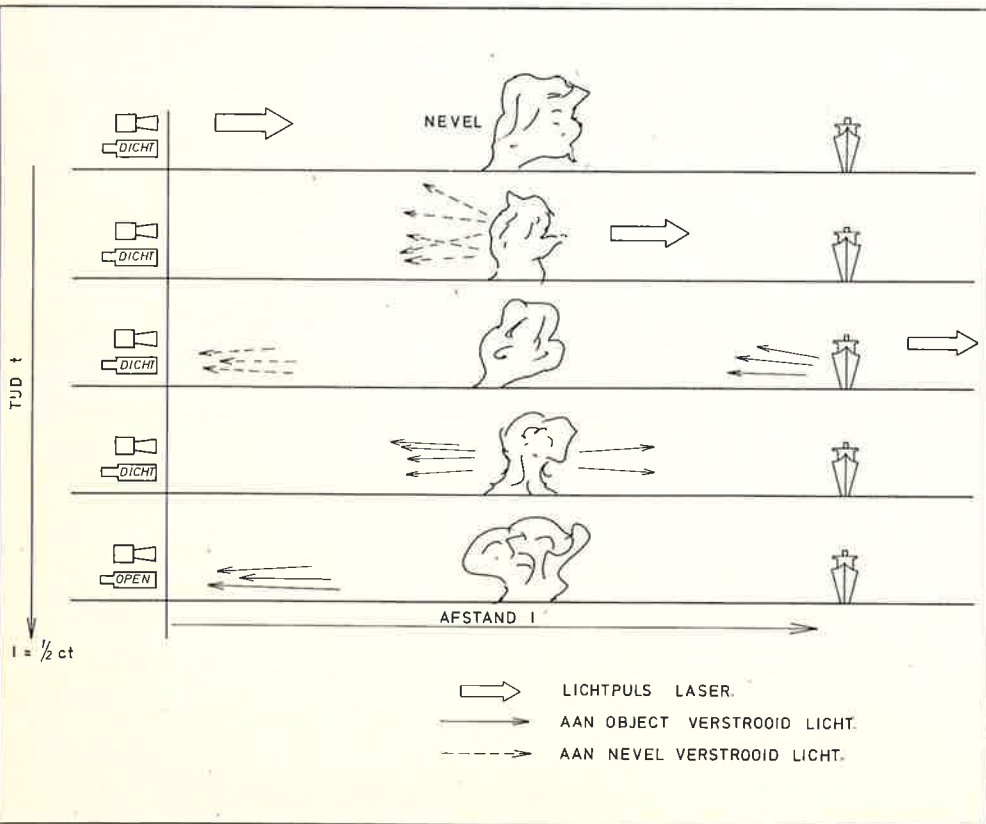 NEVEL
DICHT
DICHT
DICHT
DICHT
OPEN
TIJD t
AFSTAND l
l = 1/2 ct
LICHTPULS LASER.
AAN OBJECT VERSTROOID LICHT.
AAN NEVEL VERSTROOID LICHT.